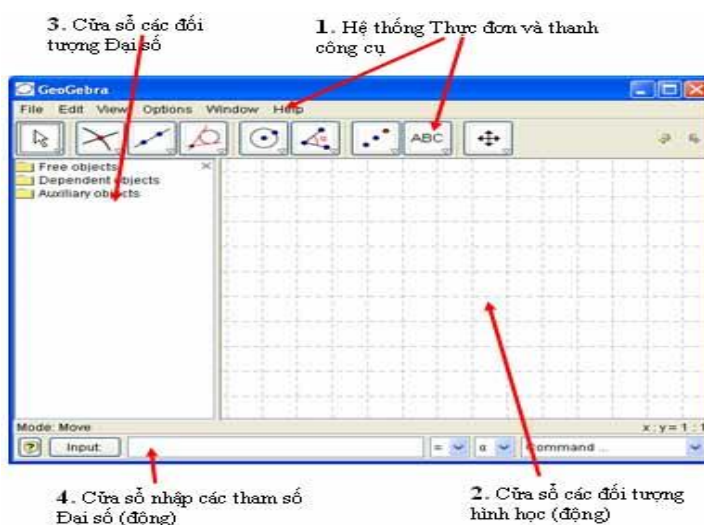 3. Cửa sổ các đối
tượng Đại số
1. Hệ thống Thực đơn và thanh
công cụ
GeoGebra
File Edit View Options Window Help
ABC
Free objects
Dependent objects
Auxiliary objects
Mode: Move
x : y = 1 : 1
Input:
= α Command ...
4. Cửa sổ nhập các tham số
Đại số (động)
2. Cửa sổ các đối tượng
hình học (động)